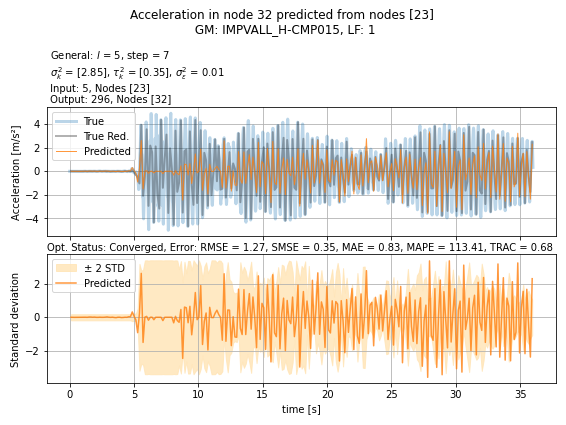 Acceleration in node 32 predicted from nodes [23]
GM: IMPVALL_H-CMP015, LF: 1
General: l = 5, step = 7
σ²ₖ = [2.85], τ²ₖ = [0.35], σ²ε = 0.01
Input: 5, Nodes [23]
Output: 296, Nodes [32]
Acceleration [m/s²]
4
2
0
−2
−4
True
True Red.
Predicted
Opt. Status: Converged, Error: RMSE = 1.27, SMSE = 0.35, MAE = 0.83, MAPE = 113.41, TRAC = 0.68
Standard deviation
2
0
−2
± 2 STD
Predicted
0 5 10 15 20 25 30 35
time [s]